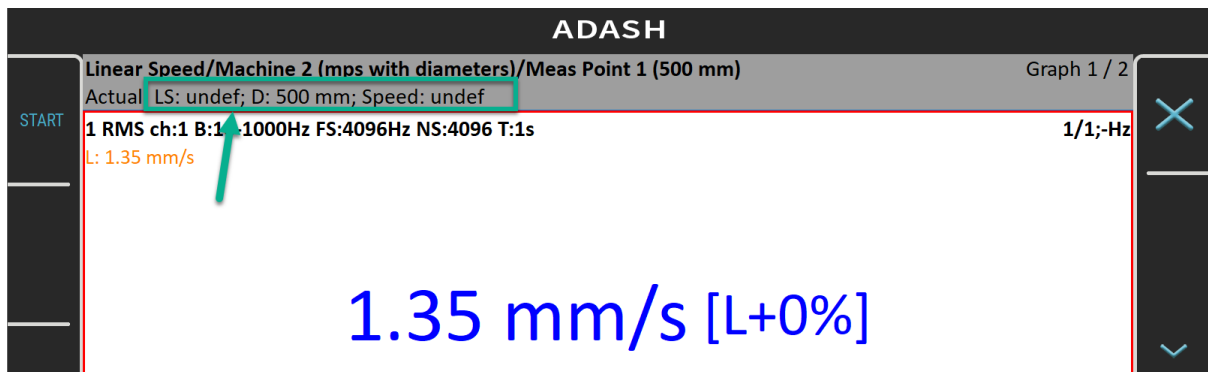 ADASH
Linear Speed/Machine 2 (mps with diameters)/Meas Point 1 (500 mm)
Graph 1 / 2
Actual LS: undef; D: 500 mm; Speed: undef
START
1 RMS ch:1 B:1 -1000Hz FS:4096Hz NS:4096 T:1s
1/1;-Hz
L: 1.35 mm/s
1.35 mm/s [L+0%]